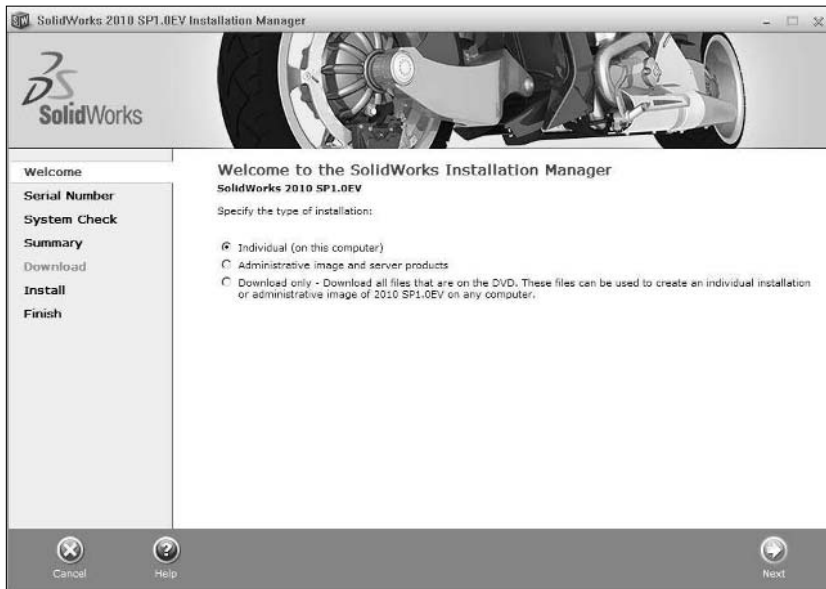 SolidWorks 2010 SP1.0EV Installation Manager
SolidWorks
Welcome
Serial Number
System Check
Summary
Download
Install
Finish
Welcome to the SolidWorks Installation Manager
SolidWorks 2010 SP1.0EV
Specify the type of installation:
Individual (on this computer)
Administrative image and server products
Download only - Download all files that are on the DVD. These files can be used to create an individual installation
or administrative image of 2010 SP1.0EV on any computer.
Cancel
Help
Next